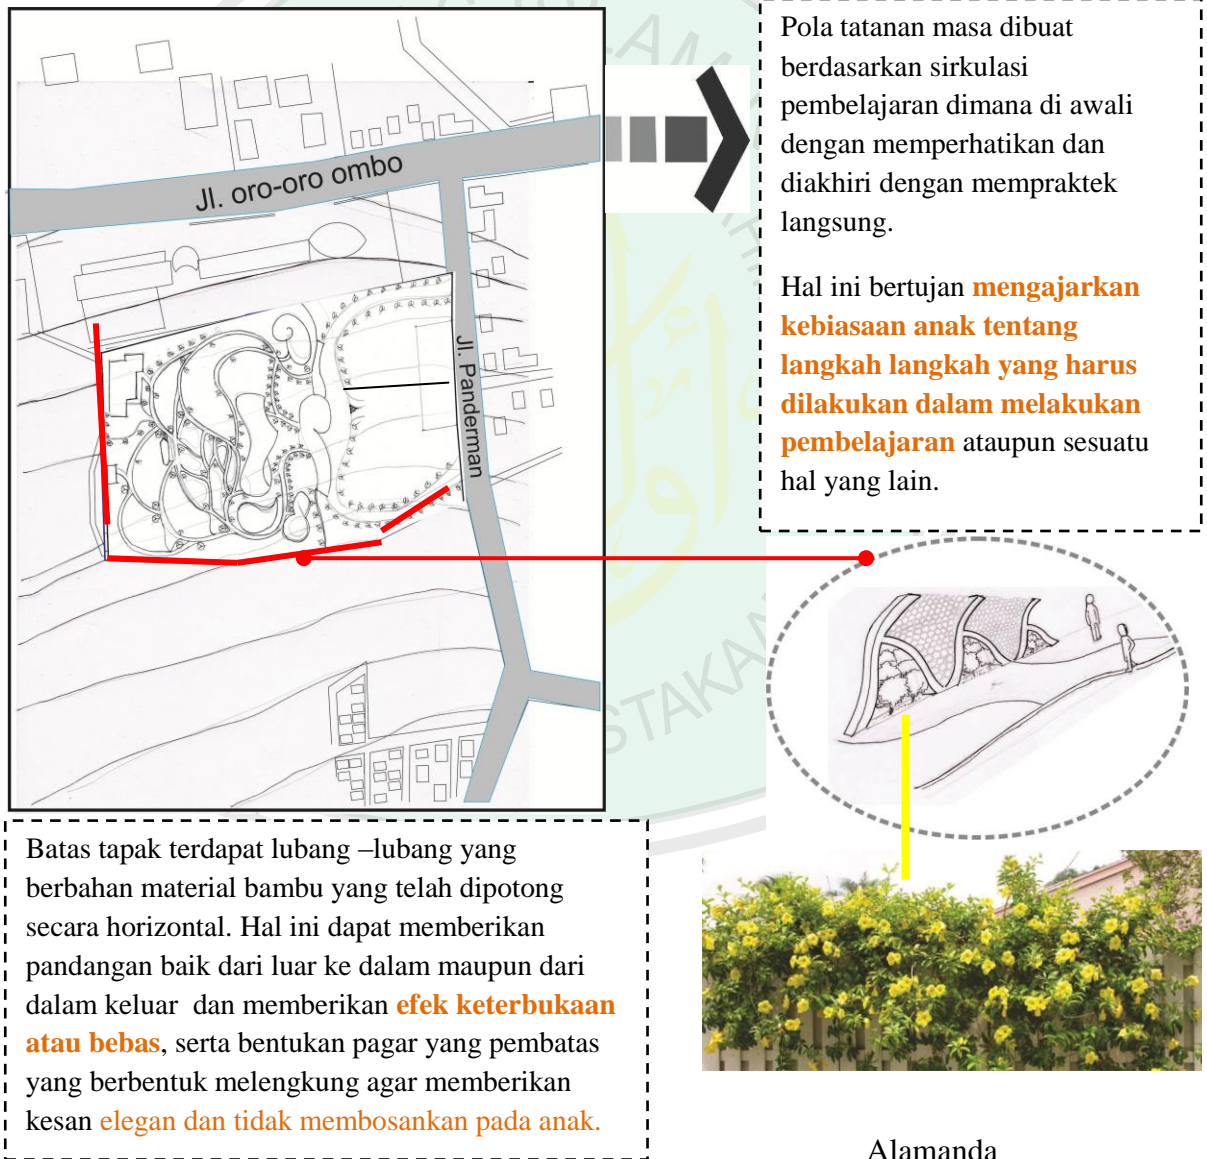 Pola tatanan masa dibuat
berdasarkan sirkulasi
pembelajaran dimana di awali
dengan memperhatikan dan
diakhiri dengan mempraktek
langsung.
Hal ini bertujan mengajarkan
kebiasaan anak tentang
langkah langkah yang harus
dilakukan dalam melakukan
pembelajaran ataupun sesuatu
hal yang lain.
Jl. oro-oro ombo
Jl. Panderman
Batas tapak terdapat lubang –lubang yang
berbahan material bambu yang telah dipotong
secara horizontal. Hal ini dapat memberikan
pandangan baik dari luar ke dalam maupun dari
dalam keluar dan memberikan efek keterbukaan
atau bebas, serta bentukan pagar yang pembatas
yang berbentuk melengkung agar memberikan
kesan elegan dan tidak membosankan pada anak.
Alamanda